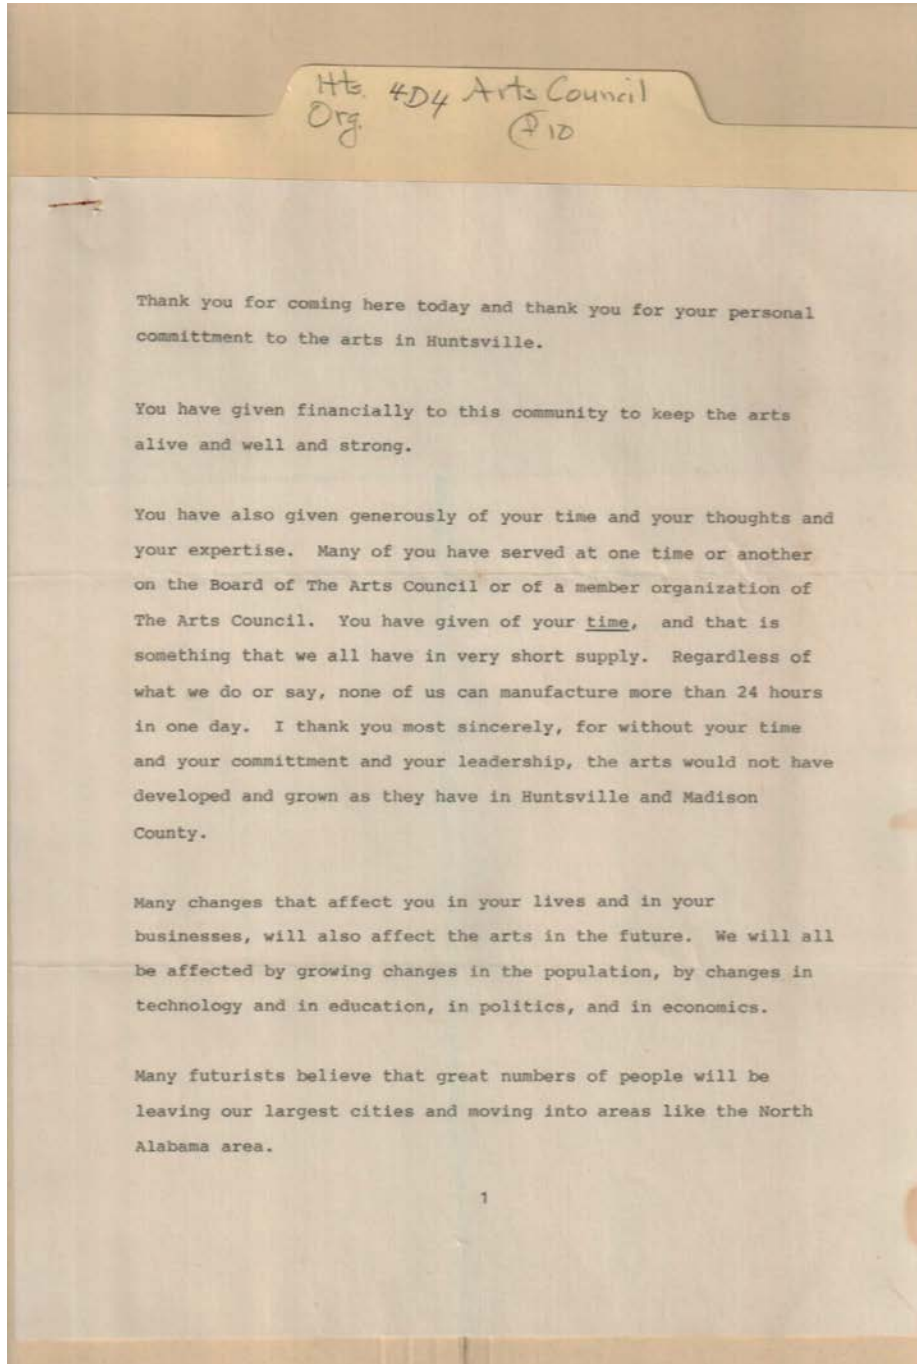 Hts. 4D4 Arts Council
Org. P 10
Thank you for coming here today and thank you for your personal
committment to the arts in Huntsville.
You have given financially to this community to keep the arts
alive and well and strong.
You have also given generously of your time and your thoughts and
your expertise. Many of you have served at one time or another
on the Board of The Arts Council or of a member organization of
The Arts Council. You have given of your time, and that is
something that we all have in very short supply. Regardless of
what we do or say, none of us can manufacture more than 24 hours
in one day. I thank you most sincerely, for without your time
and your committment and your leadership, the arts would not have
developed and grown as they have in Huntsville and Madison
County.
Many changes that affect you in your lives and in your
businesses, will also affect the arts in the future. We will all
be affected by growing changes in the population, by changes in
technology and in education, in politics, and in economics.
Many futurists believe that great numbers of people will be
leaving our largest cities and moving into areas like the North
Alabama area.
1